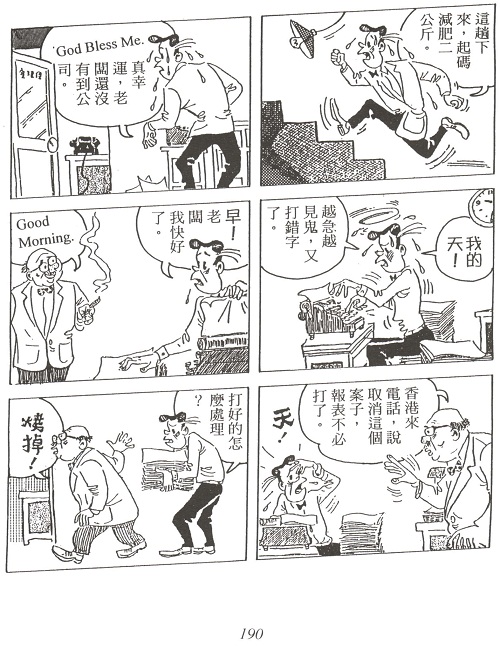 這趟下
來，起碼
減肥二
公斤。
'God Bless Me.'
真幸
運，老
闆還沒
有到公
司。
我的
天！
越急越
見鬼，又
打錯字
了。
早！
老闆
我快好
了。
Good
Morning.
香港來
電話，說
取消這個
案子，
報表不必
打了。
天！
打好的怎
麼處理
？
燒掉！
190